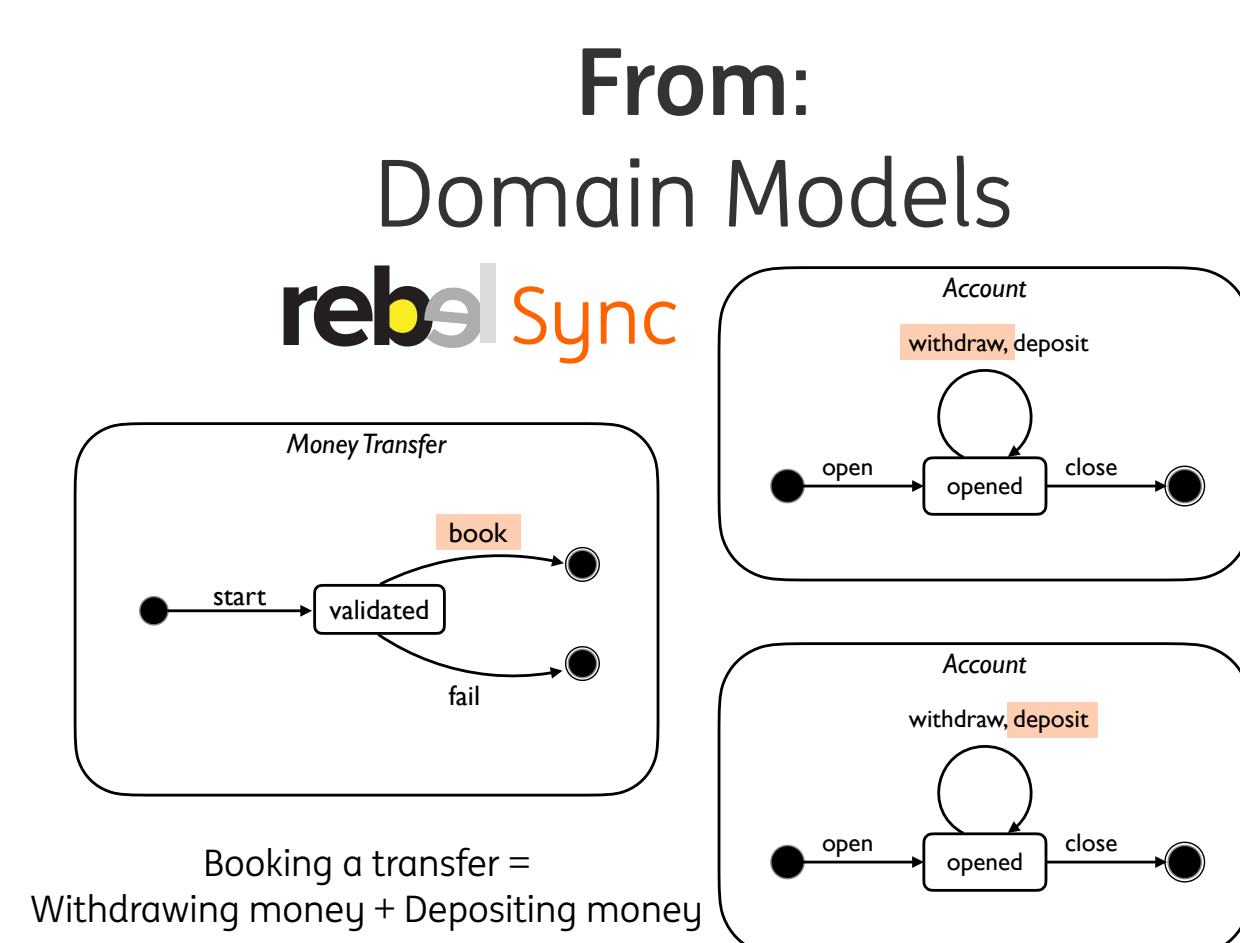 From:
Domain Models
rebel Sync
Account
withdraw, deposit
open
opened
close
Money Transfer
book
start
validated
fail
Account
withdraw, deposit
open
opened
close
Booking a transfer =
Withdrawing money + Depositing money